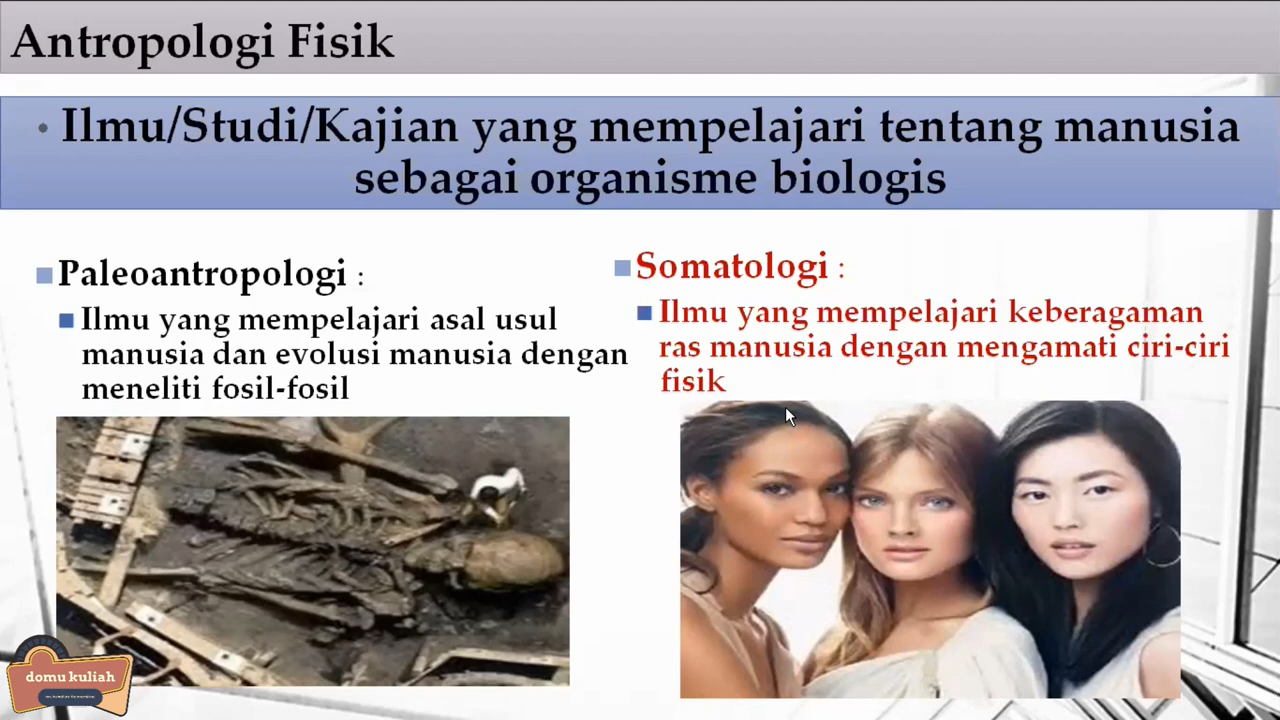 Antropologi Fisik
• Ilmu/Studi/Kajian yang mempelajari tentang manusia
sebagai organisme biologis
Paleoantropologi :
Ilmu yang mempelajari asal usul
manusia dan evolusi manusia dengan
meneliti fosil-fosil
Somatologi :
Ilmu yang mempelajari keberagaman
ras manusia dengan mengamati ciri-ciri
fisik
domu kuliah